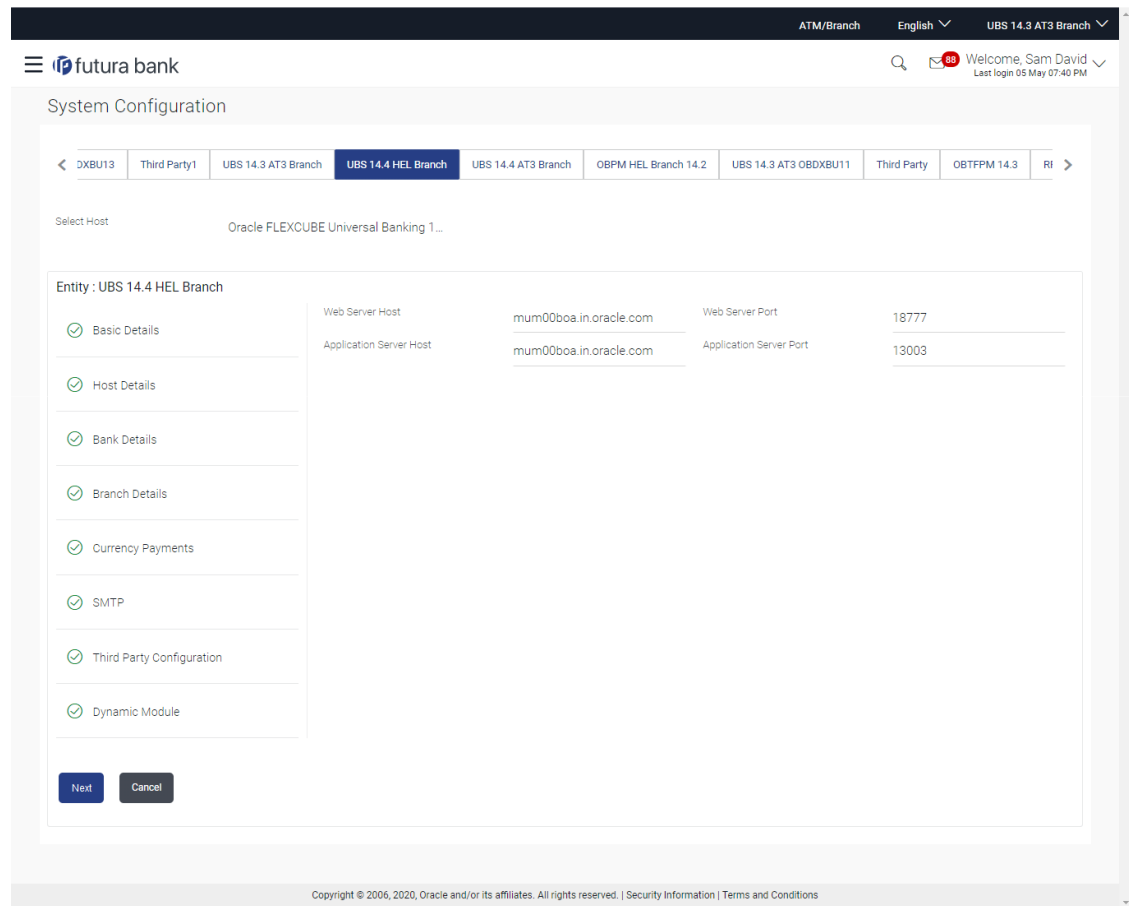 ATM/Branch English UBS 14.3 AT3 Branch
futura bank 88 Welcome, Sam David
Last login 05 May 07:40 PM
System Configuration
DXBU13 Third Party1 UBS 14.3 AT3 Branch UBS 14.4 HEL Branch UBS 14.4 AT3 Branch OBPM HEL Branch 14.2 UBS 14.3 AT3 OBDXBU11 Third Party OBTFPM 14.3
Select Host Oracle FLEXCUBE Universal Banking 1...
Entity : UBS 14.4 HEL Branch
Web Server Host mum00boa.in.oracle.com Web Server Port 18777
Application Server Host mum00boa.in.oracle.com Application Server Port 13003
Basic Details
Host Details
Bank Details
Branch Details
Currency Payments
SMTP
Third Party Configuration
Dynamic Module
Next Cancel
Copyright © 2006, 2020, Oracle and/or its affiliates. All rights reserved. | Security Information | Terms and Conditions